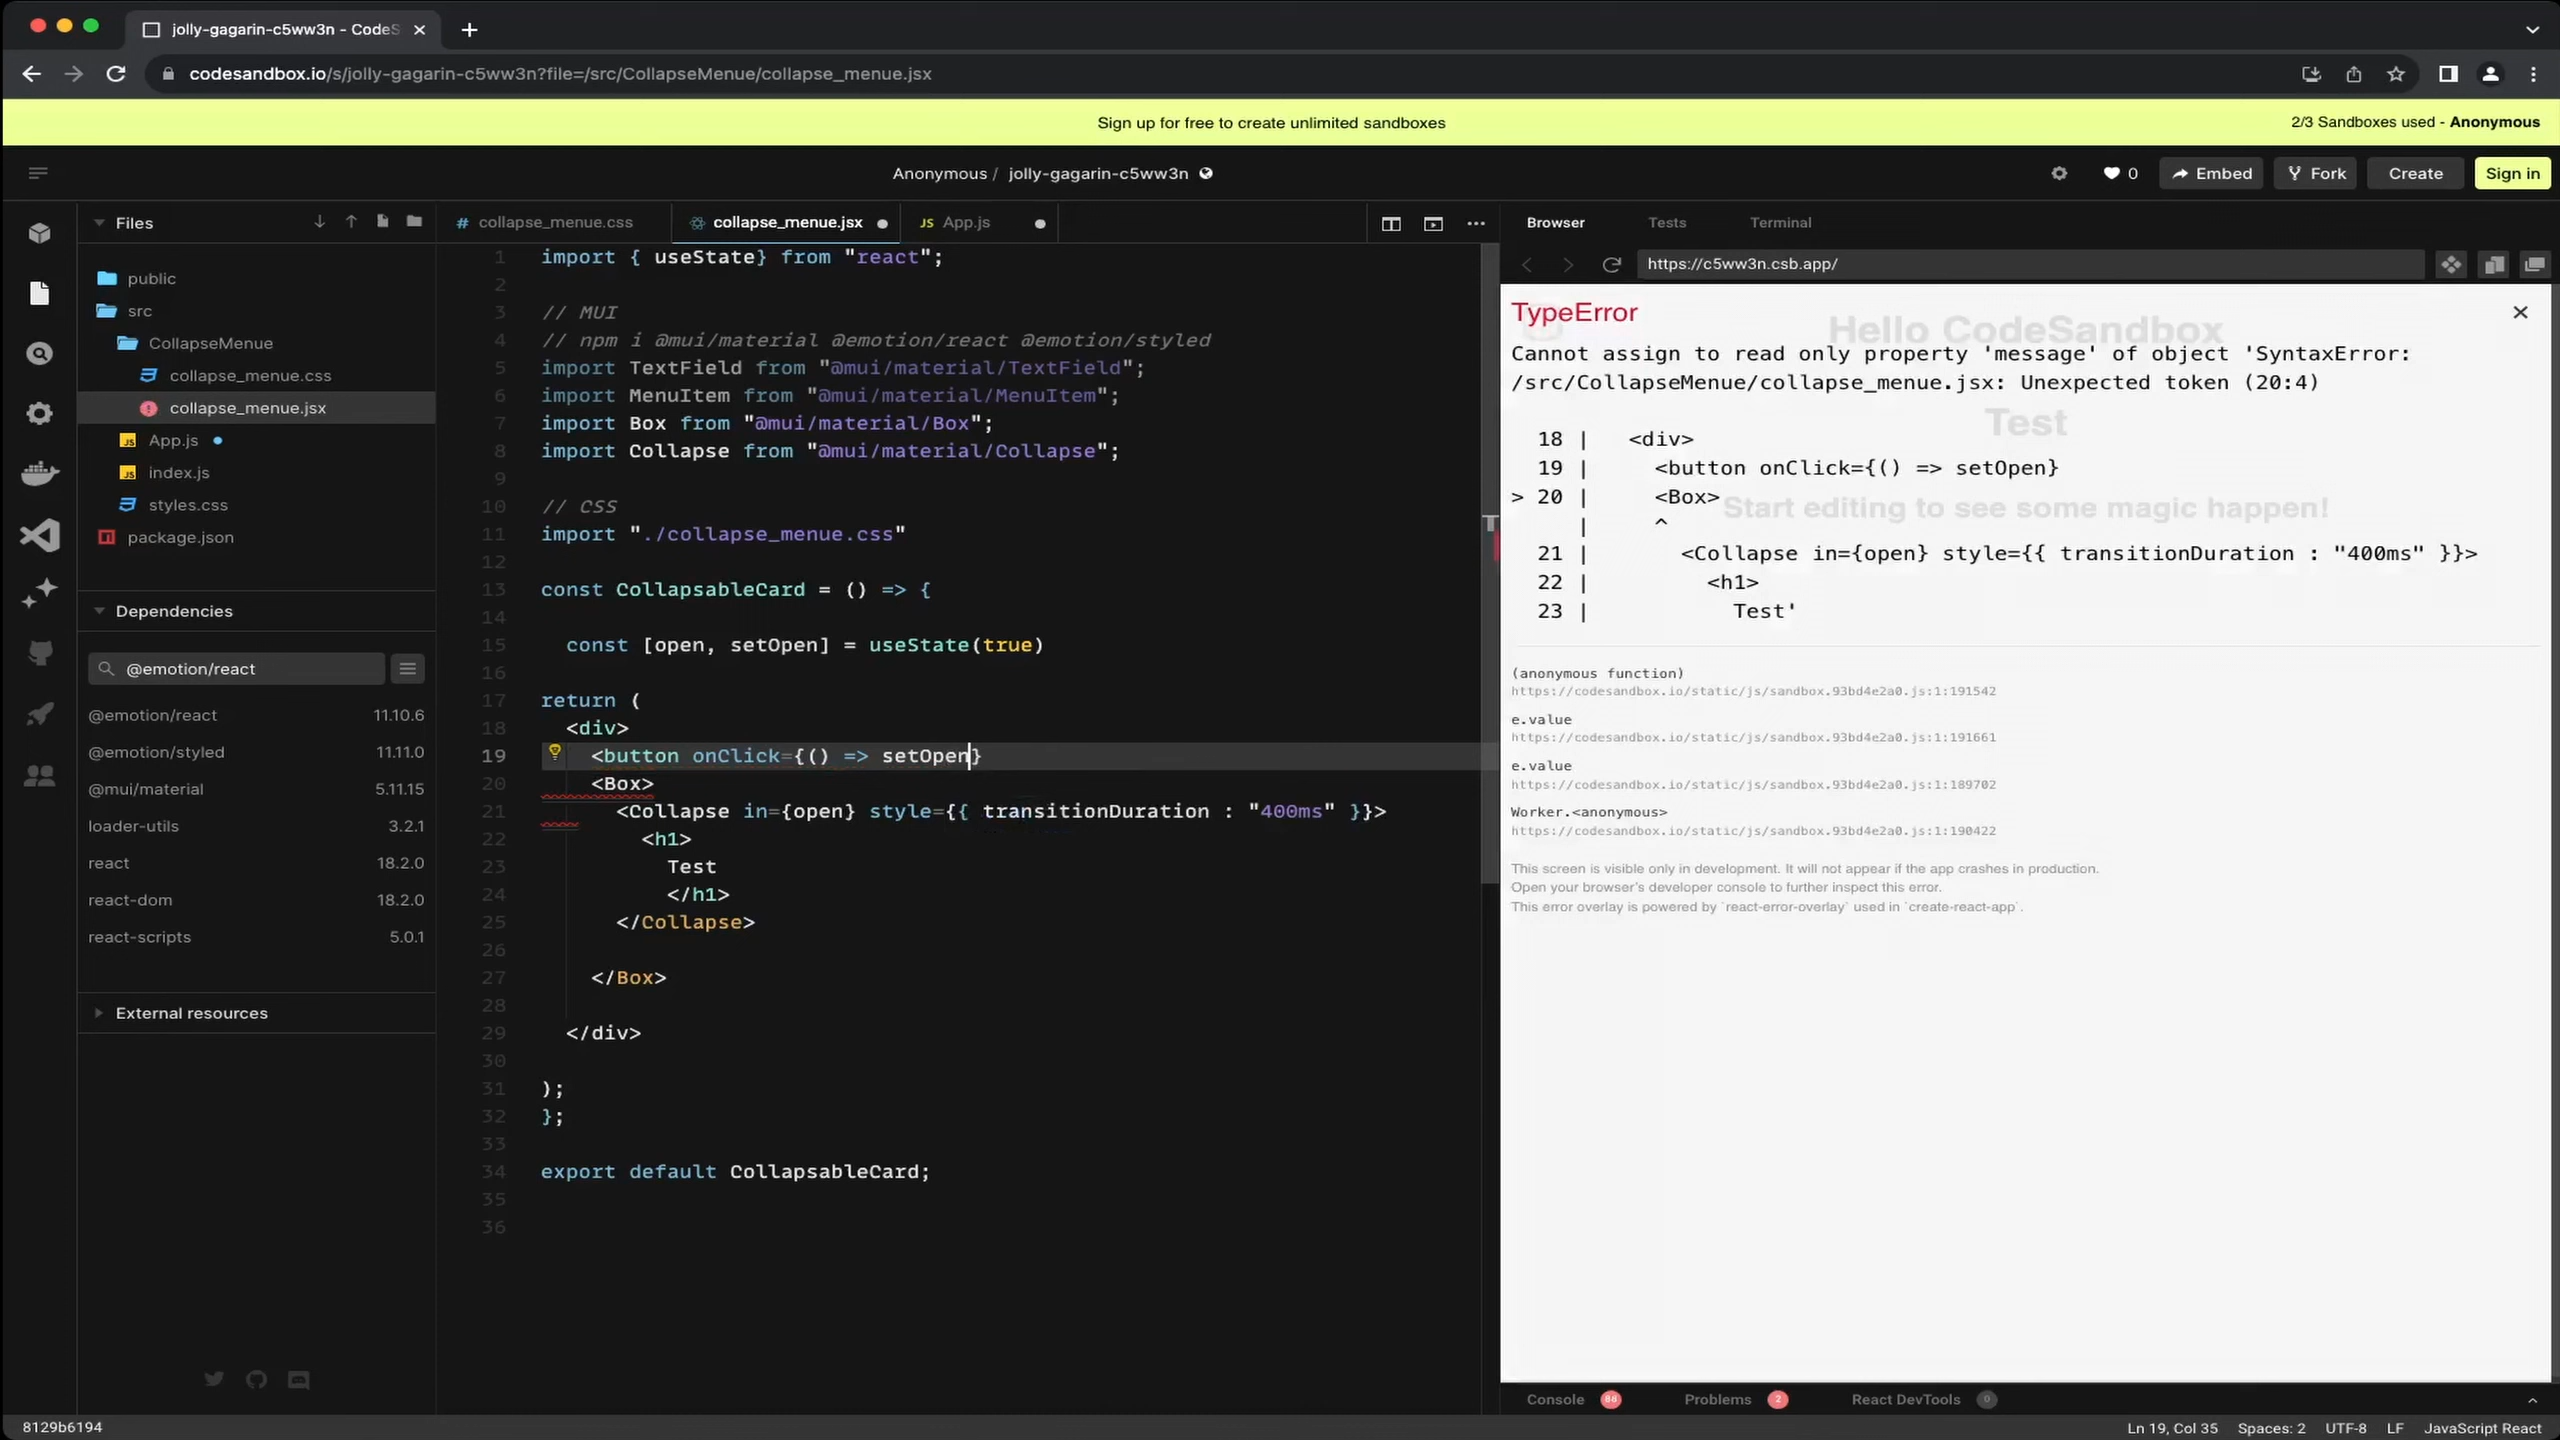 jolly-gagarin-c5ww3n - CodeS
codesandbox.io/s/jolly-gagarin-c5ww3n?file=/src/CollapseMenue/collapse_menue.jsx
Sign up for free to create unlimited sandboxes
2/3 Sandboxes used - Anonymous
Anonymous / jolly-gagarin-c5ww3n
0
Embed
Fork
Create
Sign in
Files
public
src
CollapseMenue
collapse_menue.css
collapse_menue.jsx
App.js
index.js
styles.css
package.json
Dependencies
@emotion/react
@emotion/react 11.10.6
@emotion/styled 11.11.0
@mui/material 5.11.15
loader-utils 3.2.1
react 18.2.0
react-dom 18.2.0
react-scripts 5.0.1
External resources
# collapse_menue.css
collapse_menue.jsx
JS App.js
1 import { useState} from "react";
2
3 // MUI
4 // npm i @mui/material @emotion/react @emotion/styled
5 import TextField from "@mui/material/TextField";
6 import MenuItem from "@mui/material/MenuItem";
7 import Box from "@mui/material/Box";
8 import Collapse from "@mui/material/Collapse";
9
10 // CSS
11 import "./collapse_menue.css"
12
13 const CollapsableCard = () => {
14
15 const [open, setOpen] = useState(true)
16
17 return (
18 <div>
19 <button onClick={() => setOpen}
20 <Box>
21 <Collapse in={open} style={{ transitionDuration : "400ms" }}>
22 <h1>
23 Test
24 </h1>
25 </Collapse>
26
27 </Box>
28
29 </div>
30
31 );
32 };
33
34 export default CollapsableCard;
35
36
Browser
Tests
Terminal
https://c5ww3n.csb.app/
TypeError
Hello CodeSandbox
Cannot assign to read only property 'message' of object 'SyntaxError:
/src/CollapseMenue/collapse_menue.jsx: Unexpected token (20:4)
Test
18 | <div>
19 | <button onClick={() => setOpen}
> 20 | <Box>
Start editing to see some magic happen!
| ^
21 | <Collapse in={open} style={{ transitionDuration : "400ms" }}>
22 | <h1>
23 | Test'
(anonymous function)
https://codesandbox.io/static/js/sandbox.93bd4e2a0.js:1:191542
e.value
https://codesandbox.io/static/js/sandbox.93bd4e2a0.js:1:191661
e.value
https://codesandbox.io/static/js/sandbox.93bd4e2a0.js:1:189702
Worker.<anonymous>
https://codesandbox.io/static/js/sandbox.93bd4e2a0.js:1:190422
This screen is visible only in development. It will not appear if the app crashes in production.
Open your browser's developer console to further inspect this error.
This error overlay is powered by `react-error-overlay` used in `create-react-app`.
Console
Problems 2
React DevTools 0
8129b6194
Ln 19, Col 35
Spaces: 2
UTF-8
LF
JavaScript React